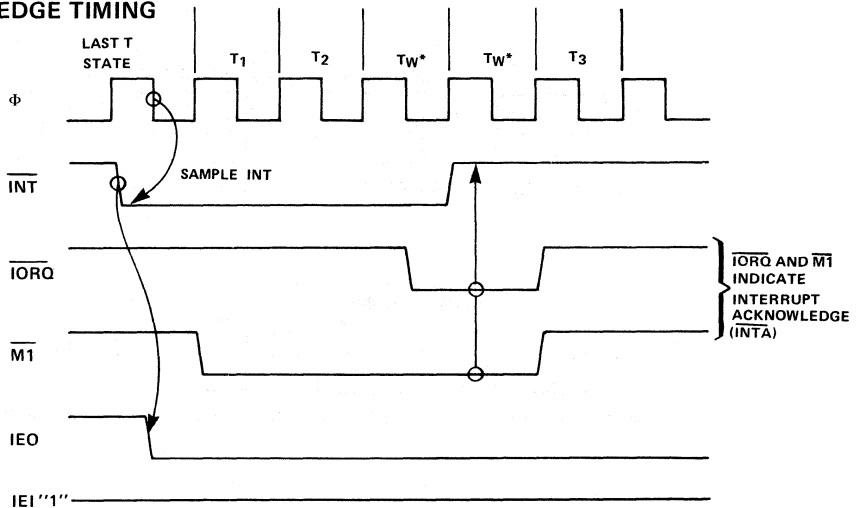 EDGE TIMING
LAST T
STATE
T1 T2 TW* TW* T3
Φ
SAMPLE INT
INT
IORQ
IORQ AND M1
INDICATE
INTERRUPT
ACKNOWLEDGE
(INTA)
M1
IEO
IEI "1"